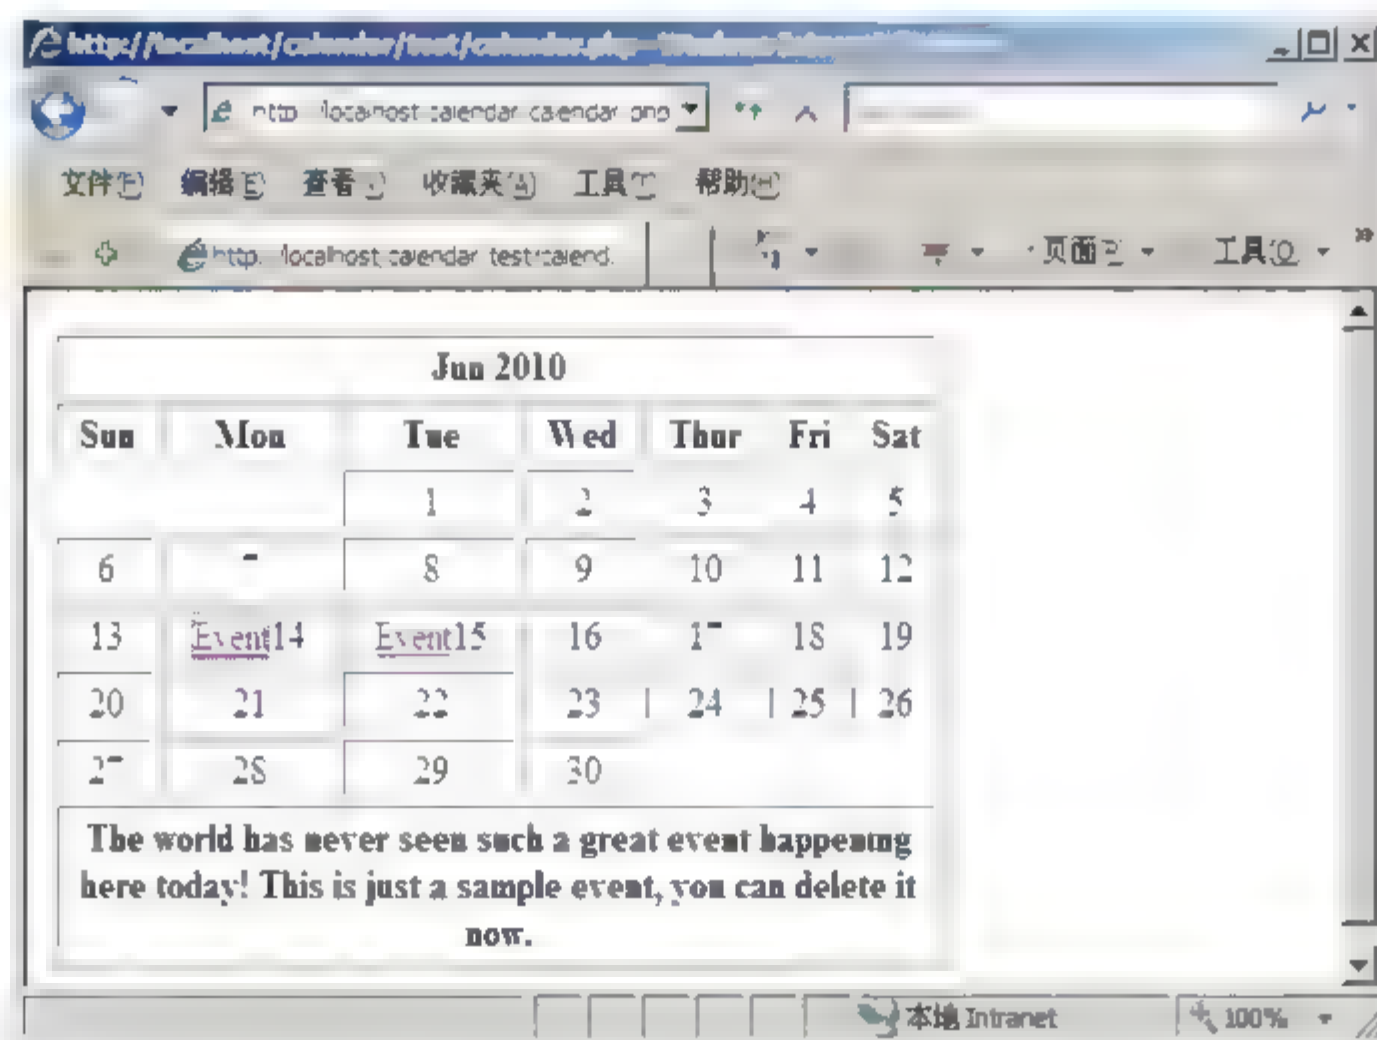 文件(F) 编辑(E) 查看 收藏夹(A) 工具(T) 帮助(H)
页面(P) 工具(O)
Jun 2010
Sun Mon Tue Wed Thur Fri Sat
1 2 3 4 5
6 7 8 9 10 11 12
13 Event14 Event15 16 17 18 19
20 21 22 23 24 25 26
27 28 29 30
The world has never seen such a great event happening
here today! This is just a sample event, you can delete it
now.
本地 Intranet 100%